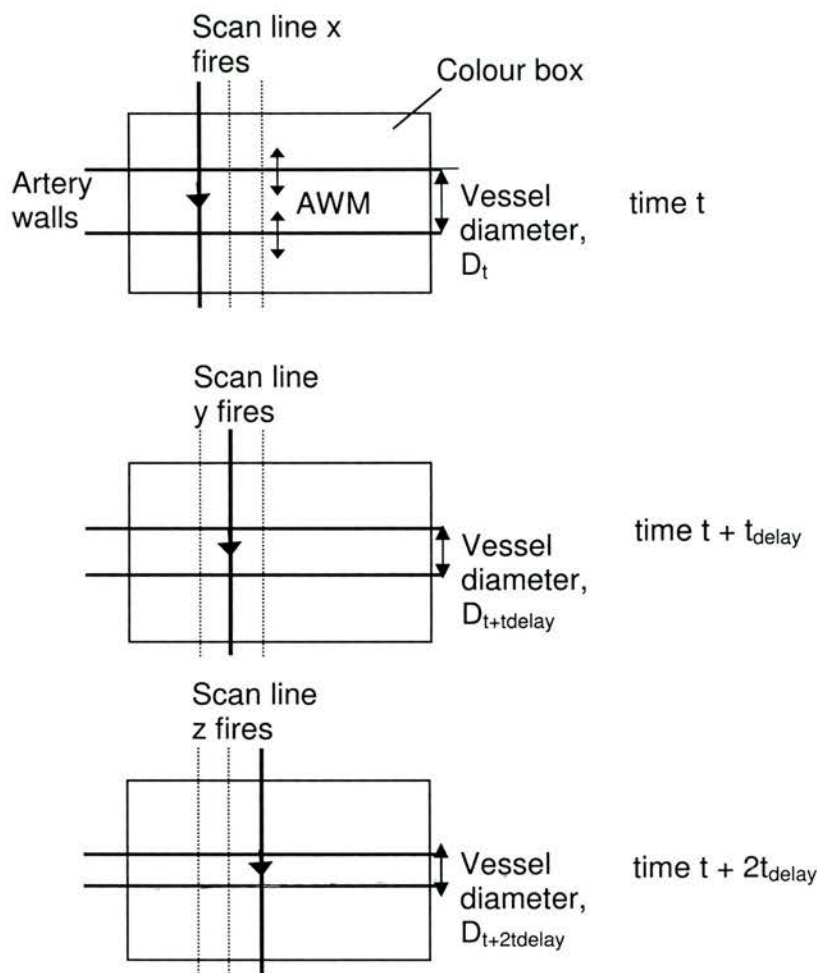 Scan line x
fires
Colour box
Artery
walls
AWM
Vessel
diameter,
Dt
time t
Scan line
y fires
Vessel
diameter,
Dt+tdelay
time t + tdelay
Scan line
z fires
Vessel
diameter,
Dt+2tdelay
time t + 2tdelay